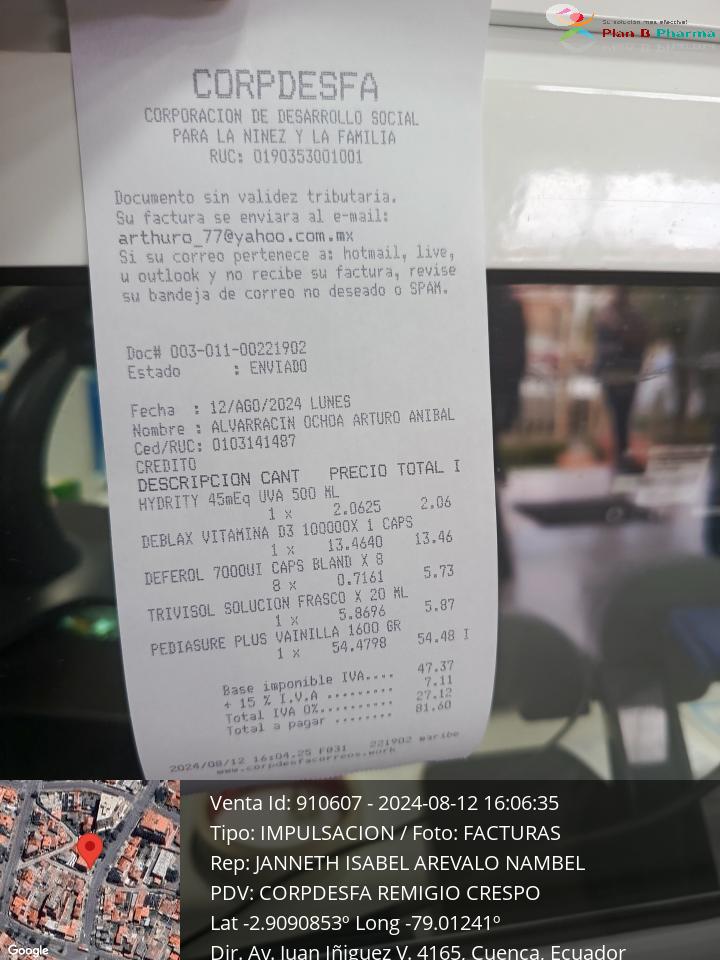 Su solución más efectiva!
Plan B Pharma
CORPDESFA
CORPORACION DE DESARROLLO SOCIAL
PARA LA NINEZ Y LA FAMILIA
RUC: 0190353001001
Documento sin validez tributaria.
Su factura se enviara al e-mail:
arthuro_77@yahoo.com.mx
Si su correo pertenece a: hotmail, live,
u outlook y no recibe su factura, revise
su bandeja de correo no deseado o SPAM.
Doc# 003-011-00221902
Estado : ENVIADO
Fecha : 12/AGO/2024 LUNES
Nombre : ALVARRACIN OCHOA ARTURO ANIBAL
Ced/RUC: 0103141487
CREDITO
DESCRIPCION CANT PRECIO TOTAL I
HYDRITY 45mEq UVA 500 ML
1 x 2.0625 2.06
DEBLAX VITAMINA D3 100000X 1 CAPS
1 x 13.4640 13.46
DEFEROL 7000UI CAPS BLAND X 8
8 x 0.7161 5.73
TRIVISOL SOLUCION FRASCO X 20 ML
1 x 5.8696 5.87
PEDIASURE PLUS VAINILLA 1600 GR
1 x 54.4798 54.48 I
Base imponible IVA.... 47.37
+ 15 % I.V.A ......... 7.11
Total IVA 0%.......... 27.12
Total a pagar ........ 81.60
2024/08/12 16:04.25 F031 221902 maribe
www.corpdesfacorreos.work
Venta Id: 910607 - 2024-08-12 16:06:35
Tipo: IMPULSACION / Foto: FACTURAS
Rep: JANNETH ISABEL AREVALO NAMBEL
PDV: CORPDESFA REMIGIO CRESPO
Lat -2.9090853º Long -79.01241º
Dir. Av. Juan Iñiguez V. 4165, Cuenca, Ecuador
Google